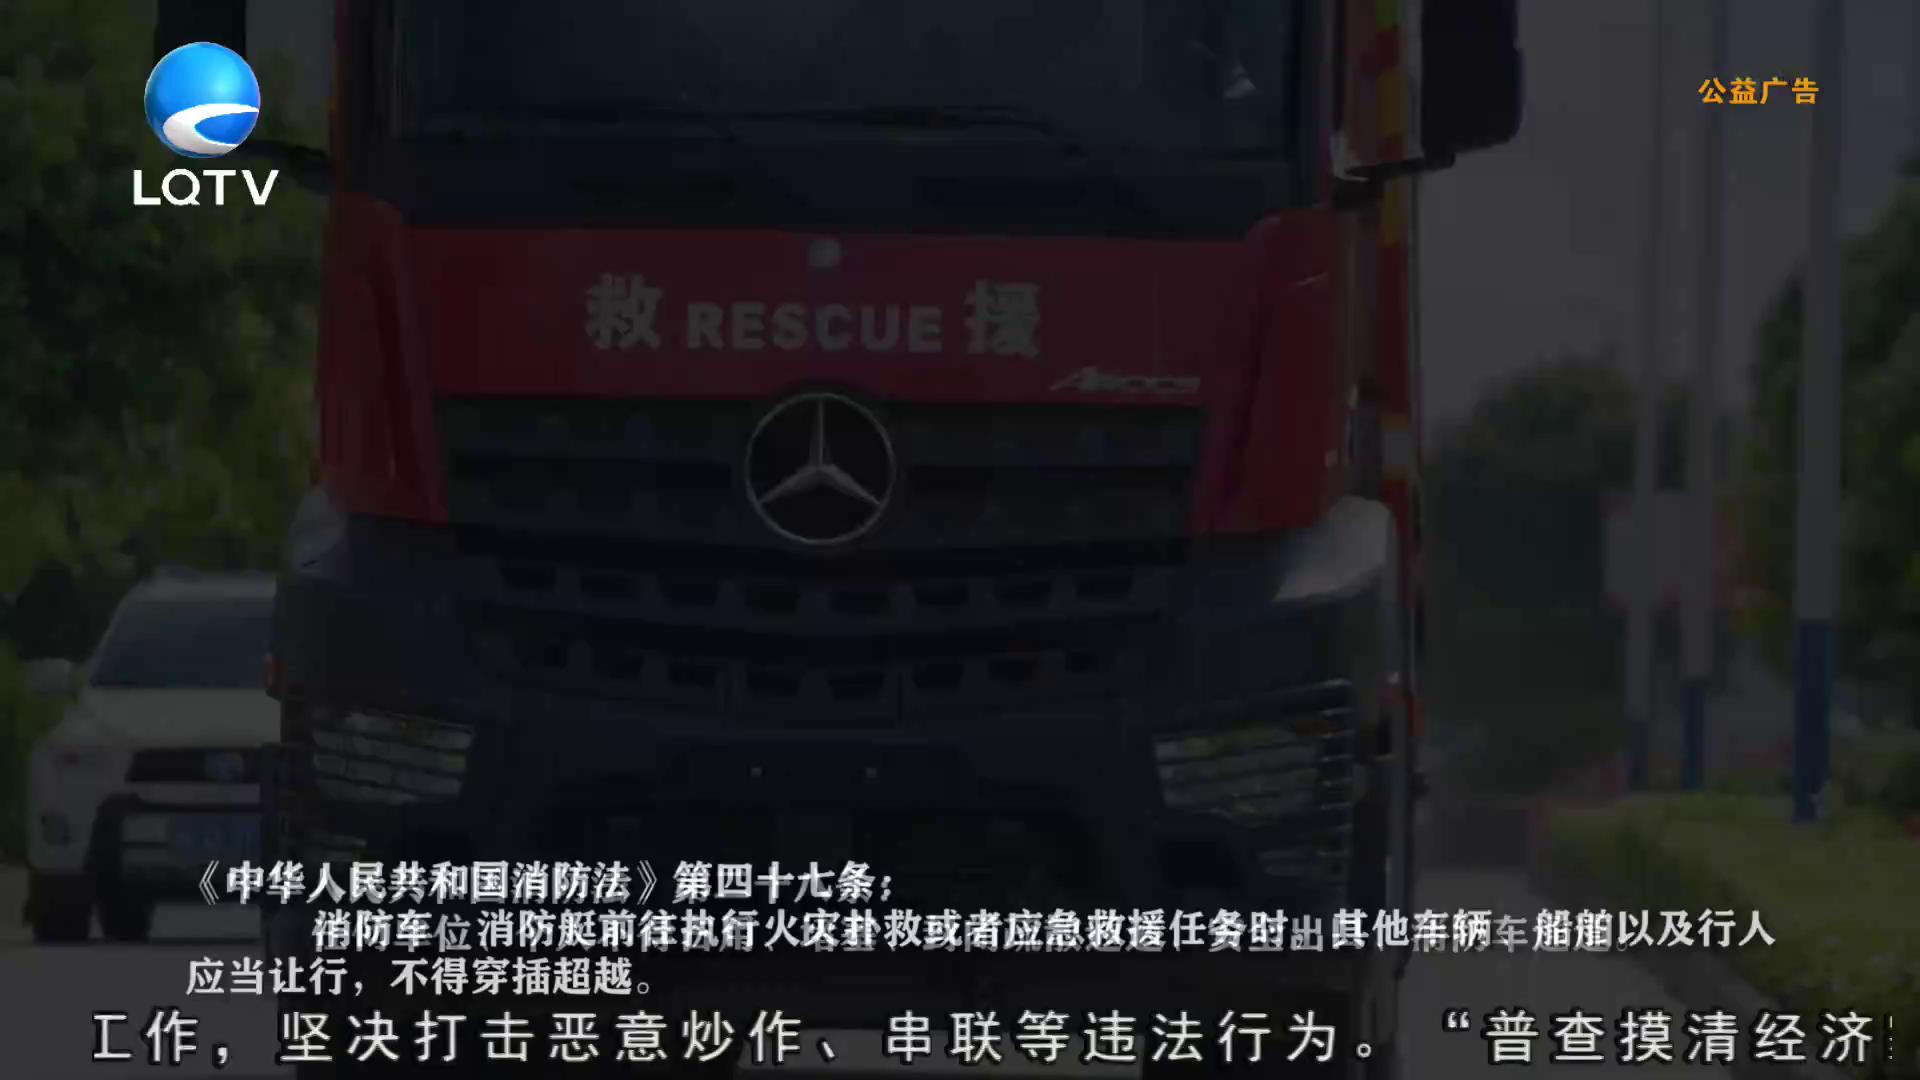 LQTV
公益广告
救 RESCUE 援
Arocs
《中华人民共和国消防法》第四十七条：
消防车、消防艇前往执行火灾扑救或者应急救援任务时，其他车辆、船舶以及行人
应当让行，不得穿插超越。
工作，坚决打击恶意炒作、串联等违法行为。 “普查摸清经济